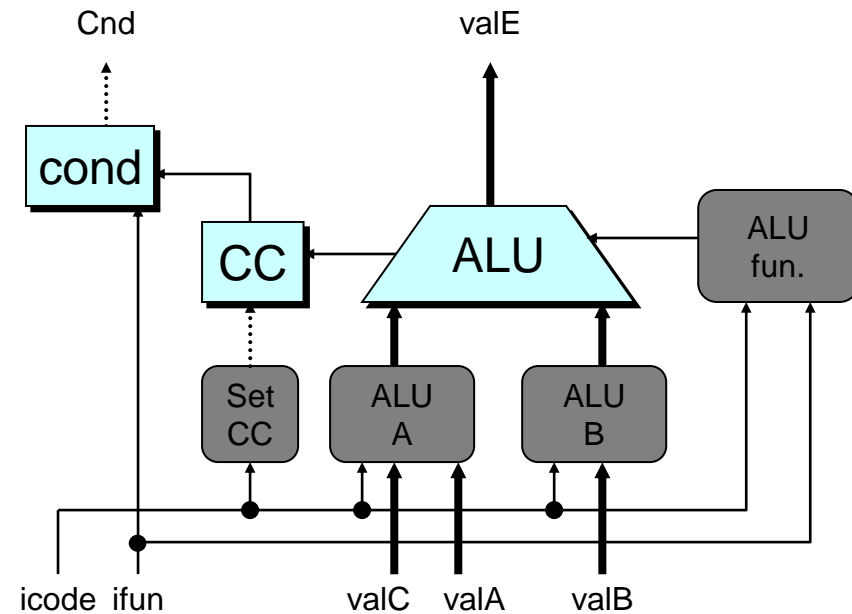 Cnd
valE
cond
CC
ALU
ALU
fun.
Set
CC
ALU
A
ALU
B
icode
ifun
valC
valA
valB